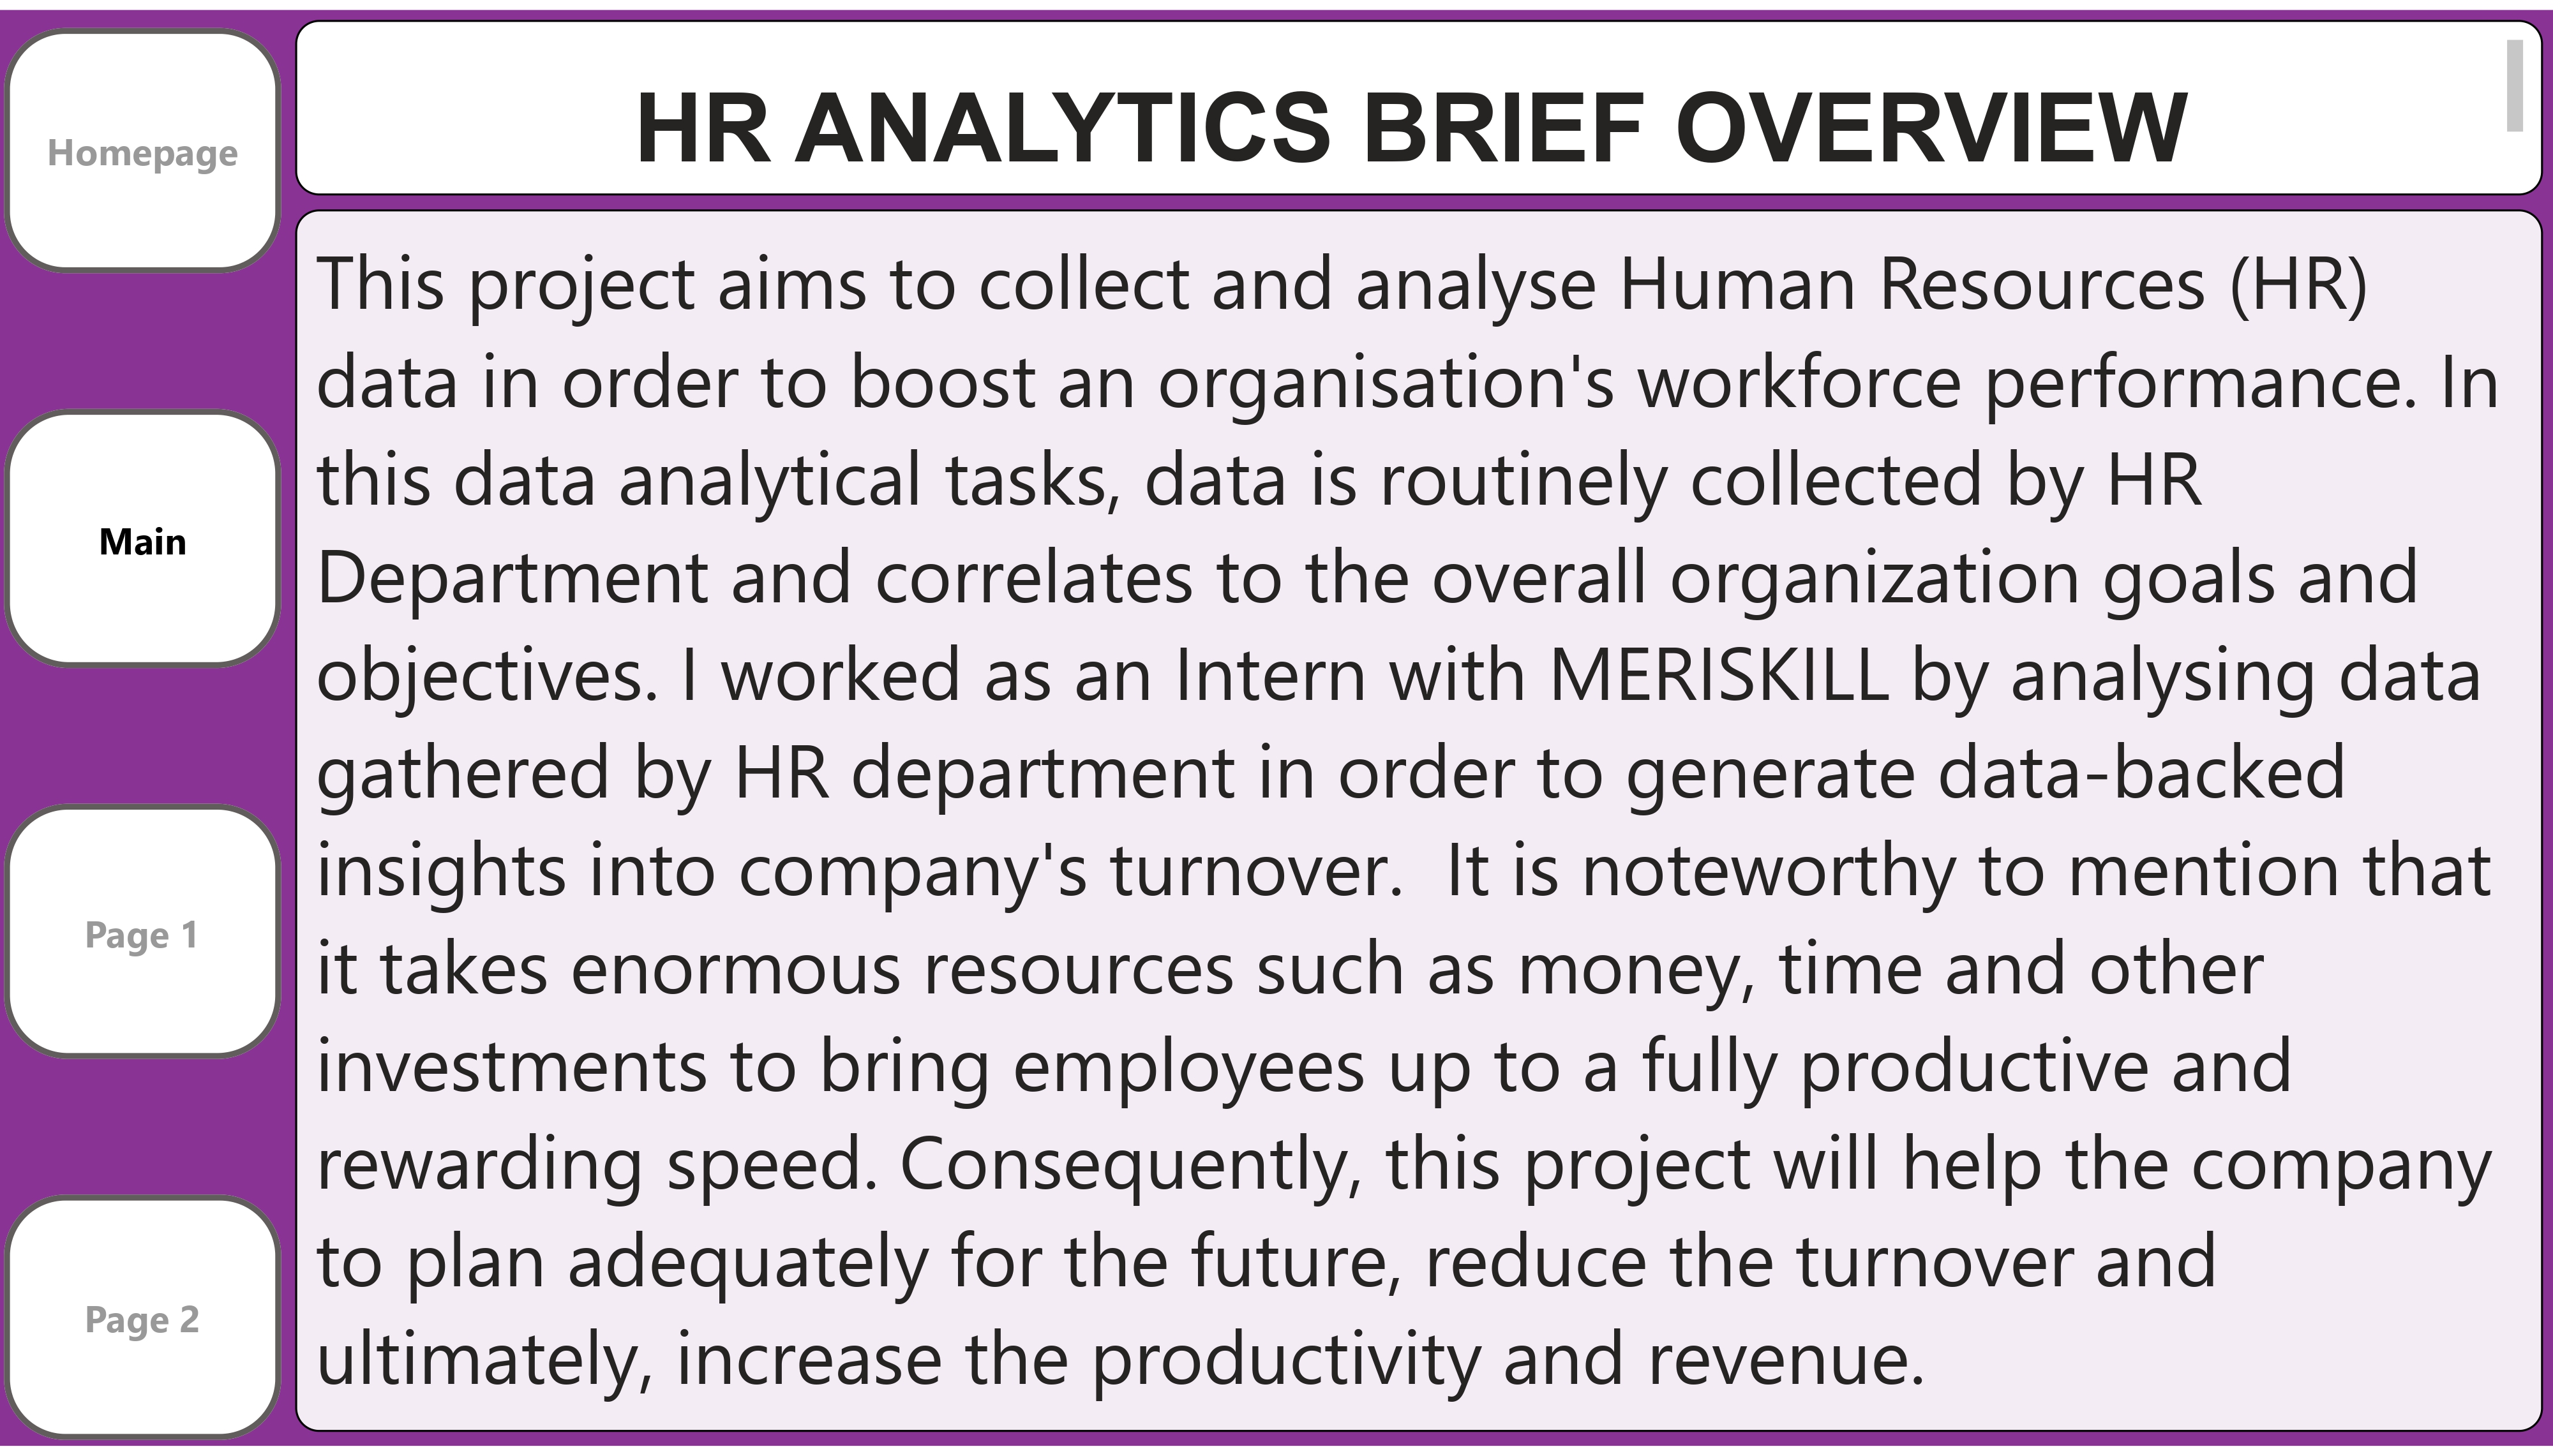 HR ANALYTICS BRIEF OVERVIEW
Homepage
Main
Page 1
Page 2
This project aims to collect and analyse Human Resources (HR)
data in order to boost an organisation's workforce performance. In
this data analytical tasks, data is routinely collected by HR
Department and correlates to the overall organization goals and
objectives. I worked as an Intern with MERISKILL by analysing data
gathered by HR department in order to generate data-backed
insights into company's turnover.  It is noteworthy to mention that
it takes enormous resources such as money, time and other
investments to bring employees up to a fully productive and
rewarding speed. Consequently, this project will help the company
to plan adequately for the future, reduce the turnover and
ultimately, increase the productivity and revenue.